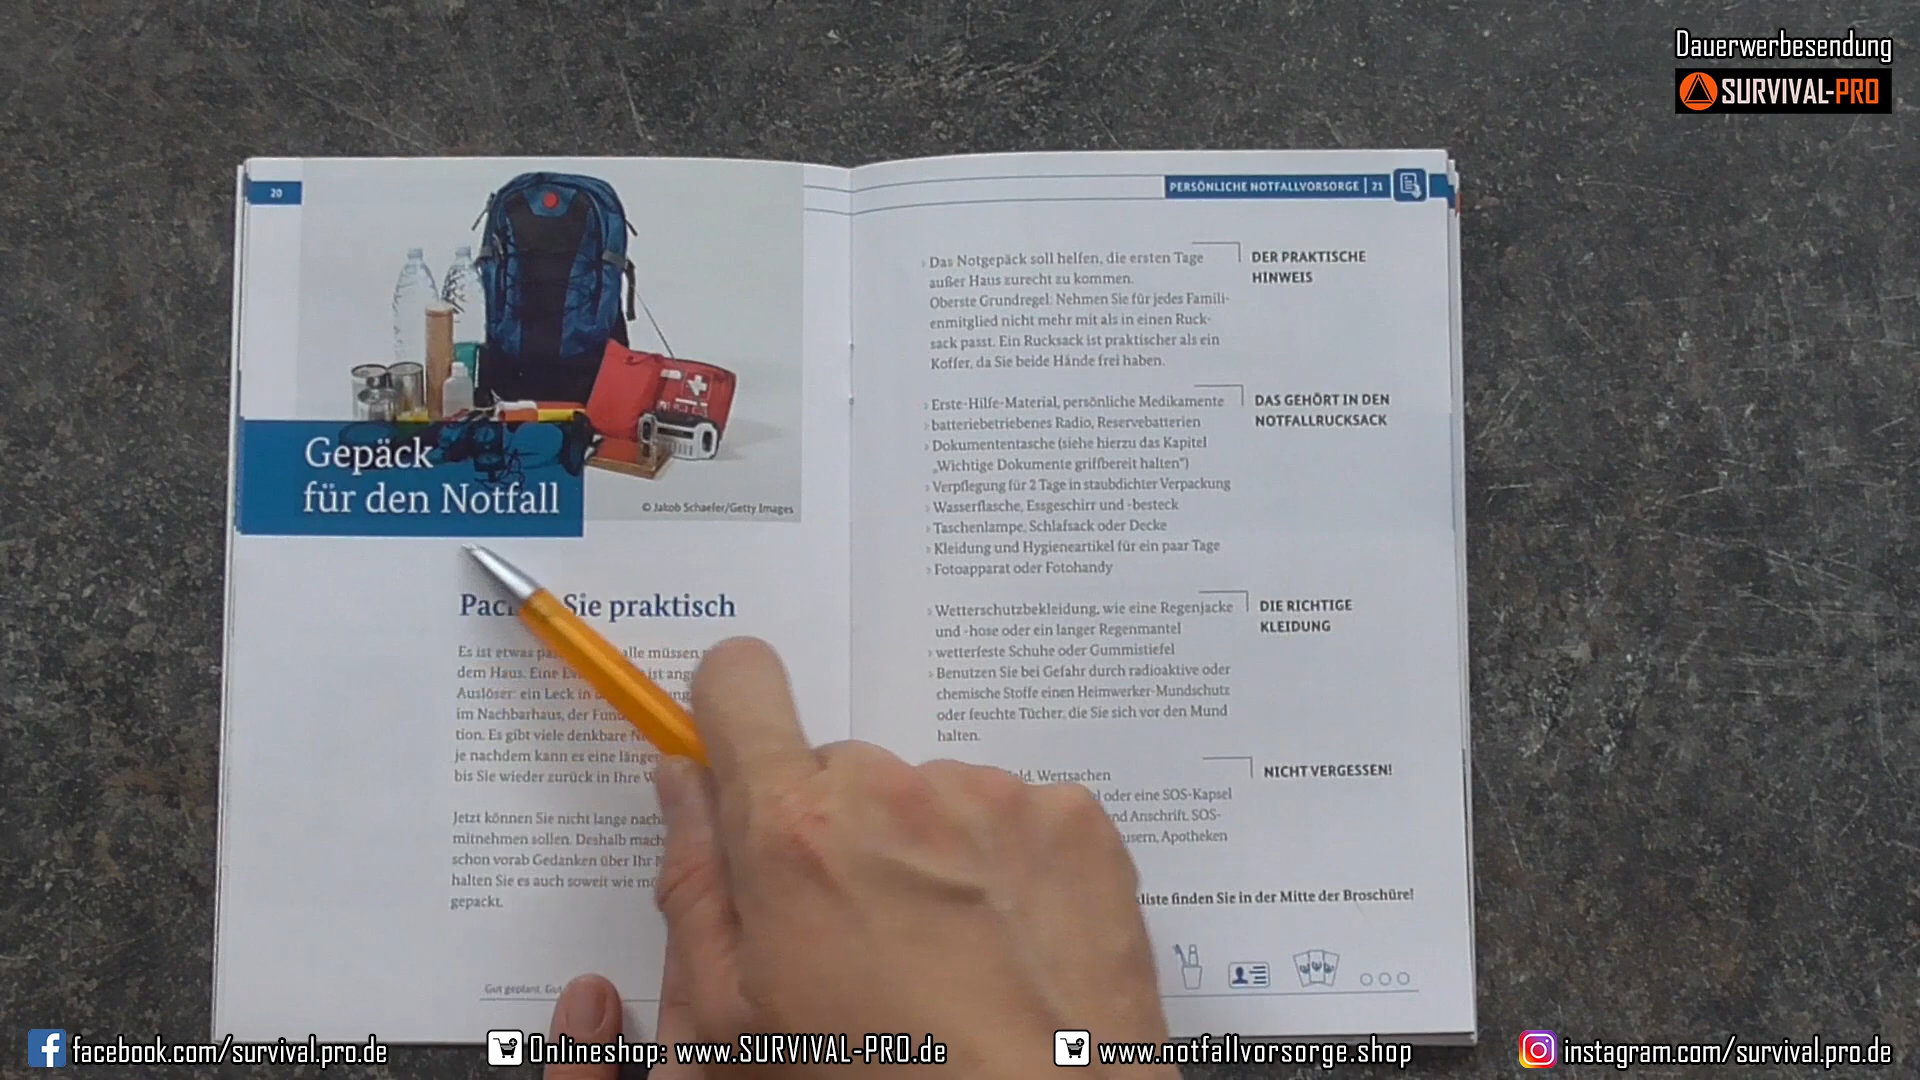 Dauerwerbesendung
SURVIVAL-PRO
20
Gepäck
für den Notfall
© Jakob Schaefer/Getty Images
Sie praktisch
Es ist etwas alle müssen
dem Haus. Eine ist
Auslöser: ein Leck in
im Nachbarhaus, der
tion. Es gibt viele denkbare
je nachdem kann es eine
bis Sie wieder zurück in Ihre
Jetzt können Sie nicht lange
mitnehmen sollen. Deshalb
schon vorab Gedanken über Ihr
halten Sie es auch soweit wie
gepackt.
Gut geplant. Gut
PERSÖNLICHE NOTFALLVORSORGE | 21
› Das Notgepäck soll helfen, die ersten Tage
außer Haus zurecht zu kommen.
Oberste Grundregel: Nehmen Sie für jedes Famili-
enmitglied nicht mehr mit als in einen Ruck-
sack passt. Ein Rucksack ist praktischer als ein
Koffer, da Sie beide Hände frei haben.
DER PRAKTISCHE
HINWEIS
› Erste-Hilfe-Material, persönliche Medikamente
› batteriebetriebenes Radio, Reservebatterien
› Dokumententasche (siehe hierzu das Kapitel
„Wichtige Dokumente griffbereit halten“)
› Verpflegung für 2 Tage in staubdichter Verpackung
› Wasserflasche, Essgeschirr und -besteck
› Taschenlampe, Schlafsack oder Decke
› Kleidung und Hygieneartikel für ein paar Tage
› Fotoapparat oder Fotohandy
DAS GEHÖRT IN DEN
NOTFALLRUCKSACK
› Wetterschutzbekleidung, wie eine Regenjacke
und -hose oder ein langer Regenmantel
› wetterfeste Schuhe oder Gummistiefel
› Benutzen Sie bei Gefahr durch radioaktive oder
chemische Stoffe einen Heimwerker-Mundschutz
oder feuchte Tücher, die Sie sich vor den Mund
halten.
DIE RICHTIGE
KLEIDUNG
Wertsachen
oder eine SOS-Kapsel
Anschrift. SOS-
Apotheken
NICHT VERGESSEN!
finden Sie in der Mitte der Broschüre!
facebook.com/survival.pro.de
Onlineshop: www.SURVIVAL-PRO.de
www.notfallvorsorge.shop
instagram.com/survival.pro.de